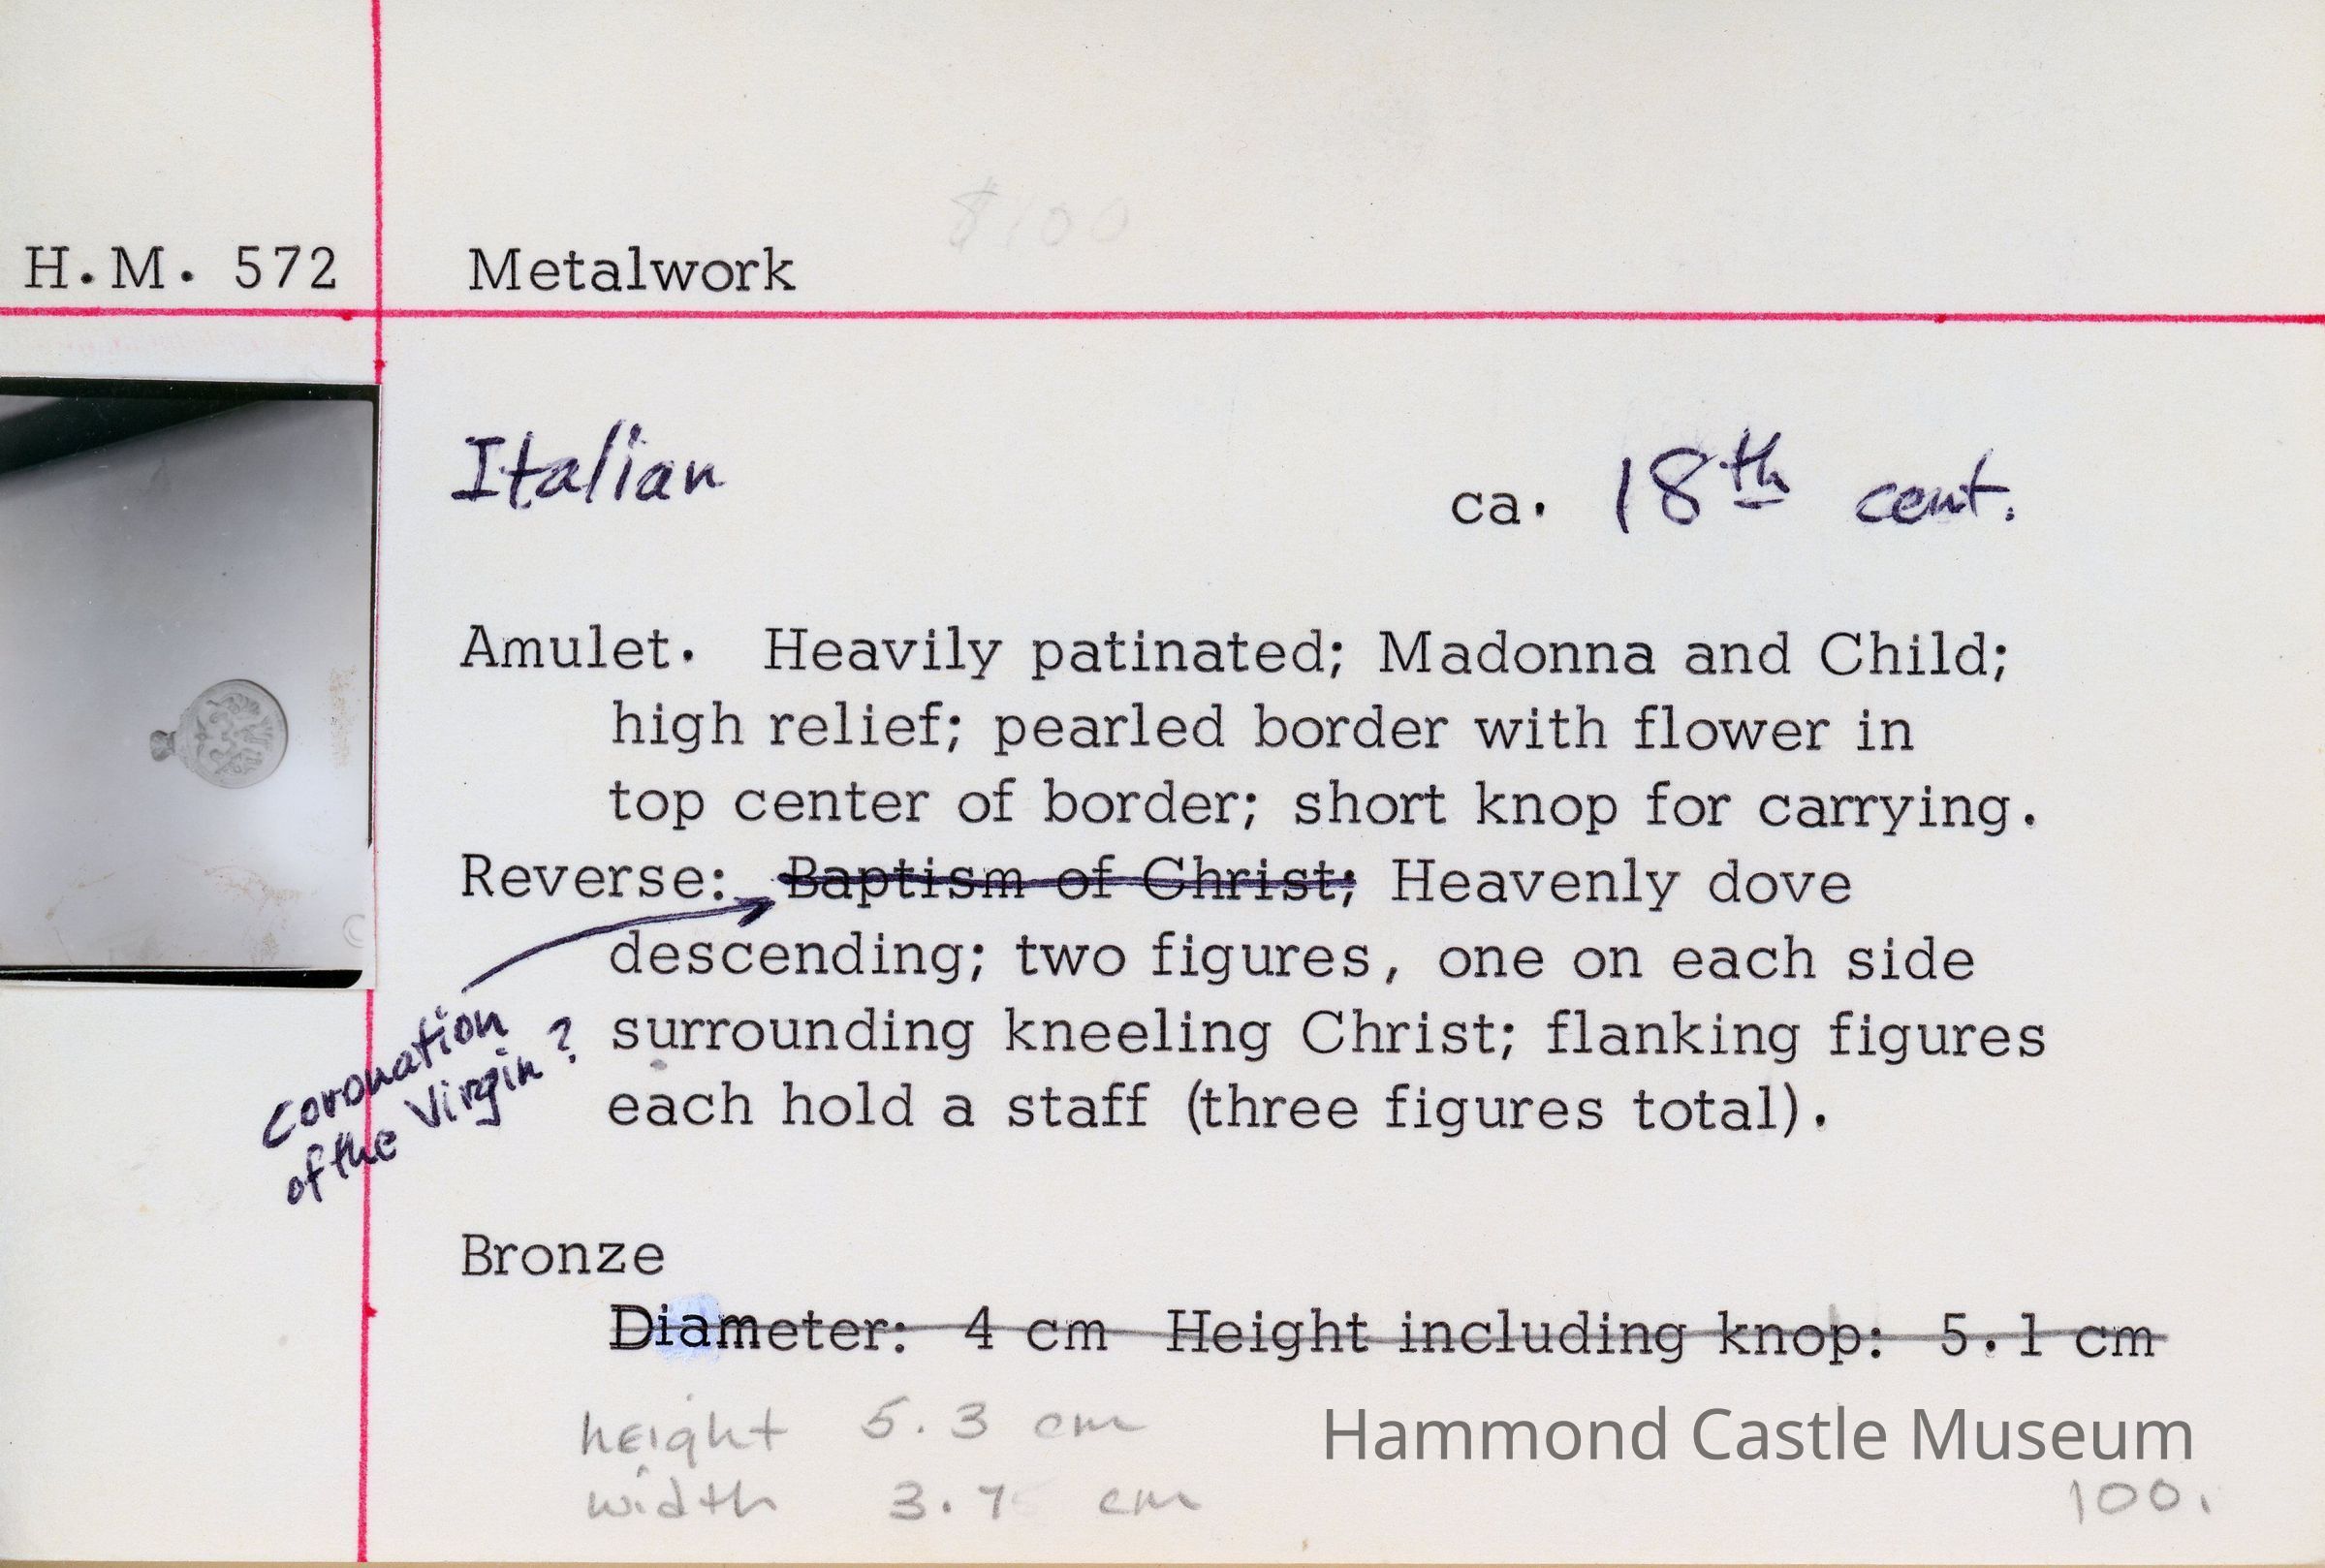 $100
H.M. 572 Metalwork
Italian ca. 18th cent.
Amulet. Heavily patinated; Madonna and Child;
high relief; pearled border with flower in
top center of border; short knop for carrying.
Reverse: Baptism of Christ; Heavenly dove
descending; two figures, one on each side
surrounding kneeling Christ; flanking figures
each hold a staff (three figures total).
Coronation
of the Virgin?
Bronze
Diameter: 4 cm Height including knop: 5.1 cm
height 5.3 cm
Hammond Castle Museum
width 3.7 cm
100.